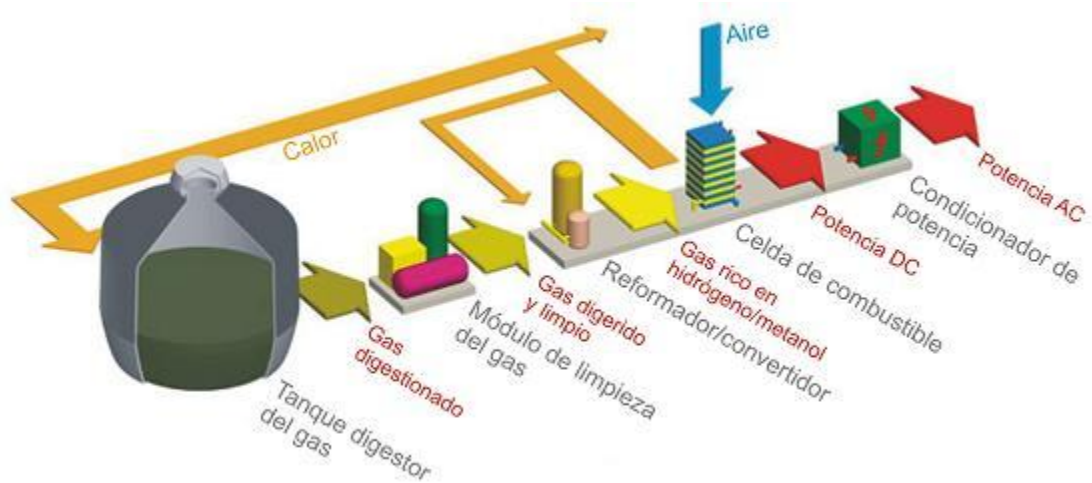 Calor
Aire
Tanque digestor
del gas
Gas
digestionado
Módulo de limpieza
del gas
Gas digerido
y limpio
Reformador/convertidor
Gas rico en
hidrógeno/metanol
Celda de combustible
Potencía DC
Condicionador de
potencia
Potencia AC